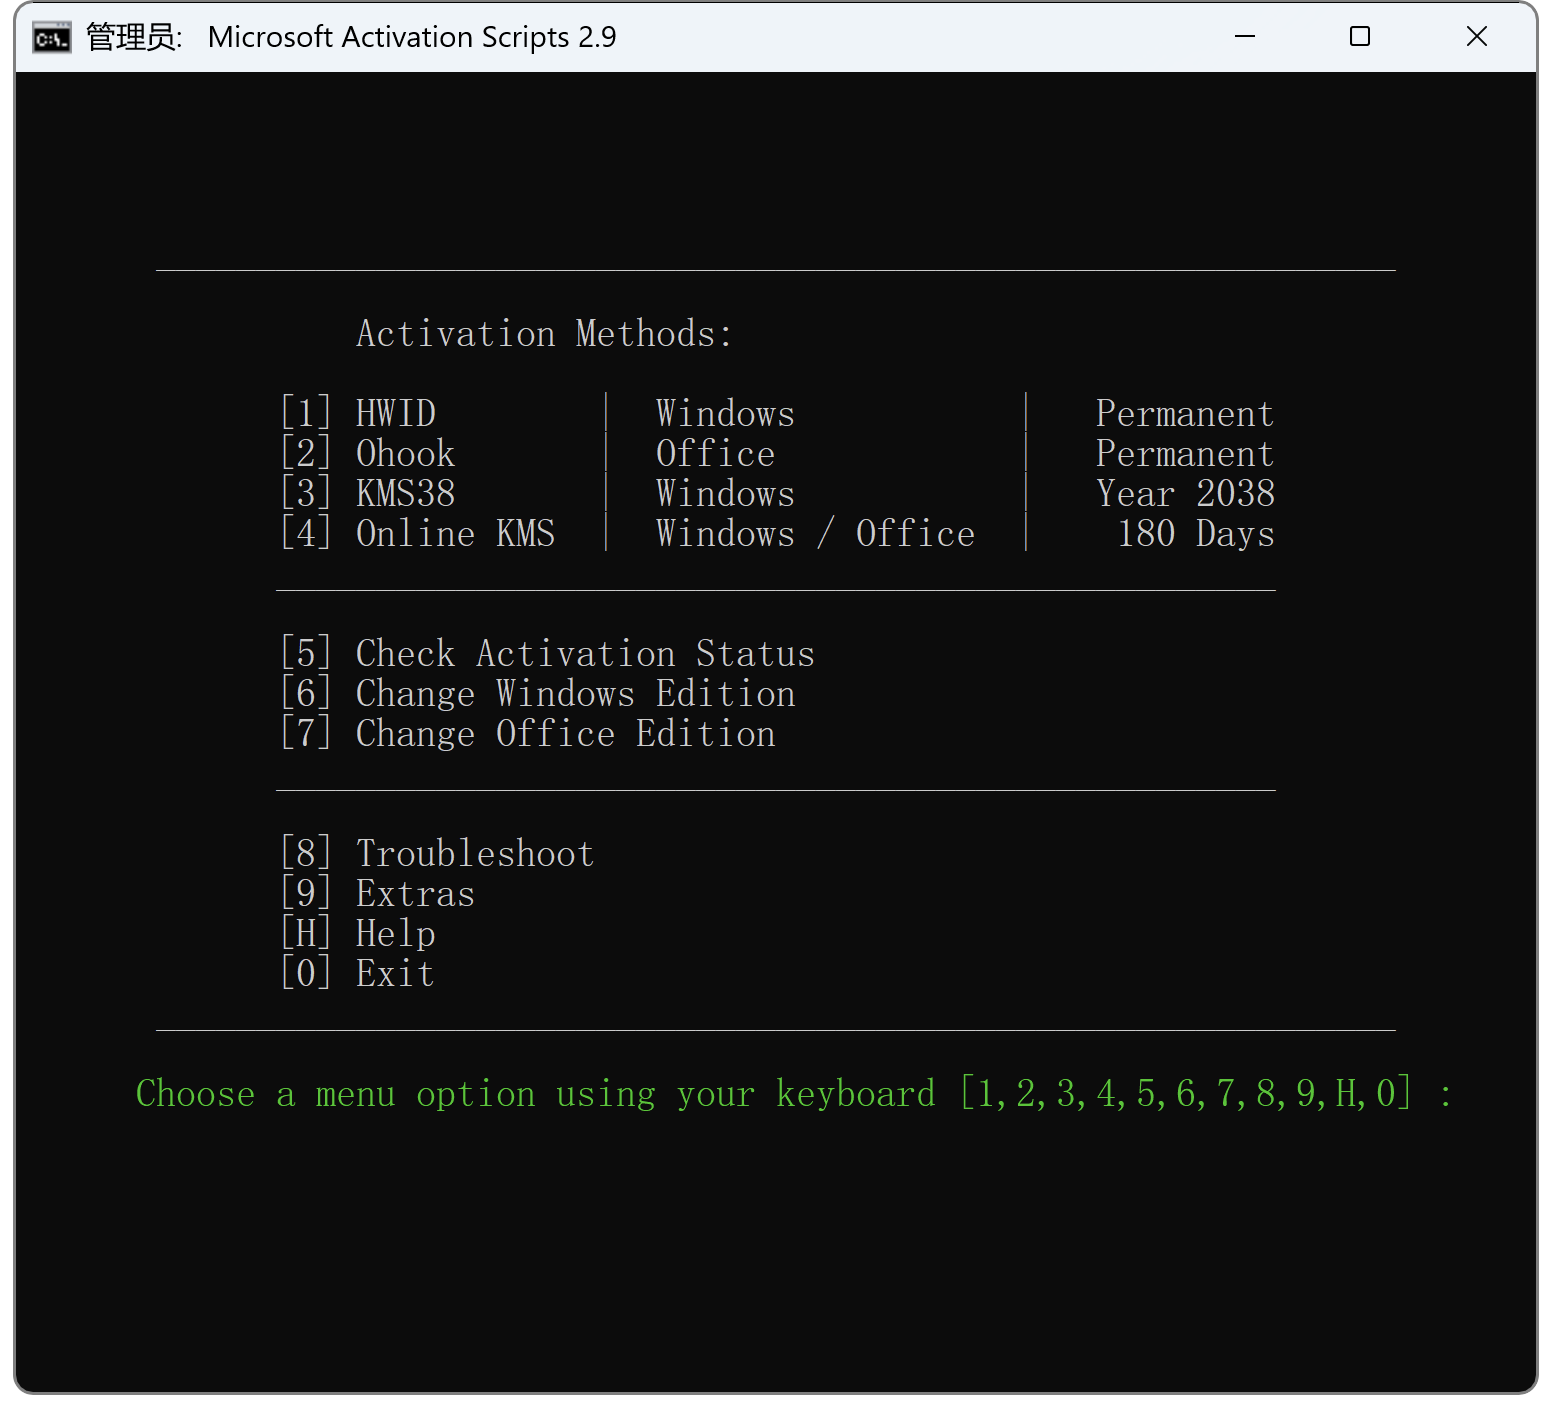 管理员: Microsoft Activation Scripts 2.9
Activation Methods:
[1] HWID | Windows | Permanent
[2] Ohook | Office | Permanent
[3] KMS38 | Windows | Year 2038
[4] Online KMS | Windows / Office | 180 Days
[5] Check Activation Status
[6] Change Windows Edition
[7] Change Office Edition
[8] Troubleshoot
[9] Extras
[H] Help
[0] Exit
Choose a menu option using your keyboard [1,2,3,4,5,6,7,8,9,H,0] :